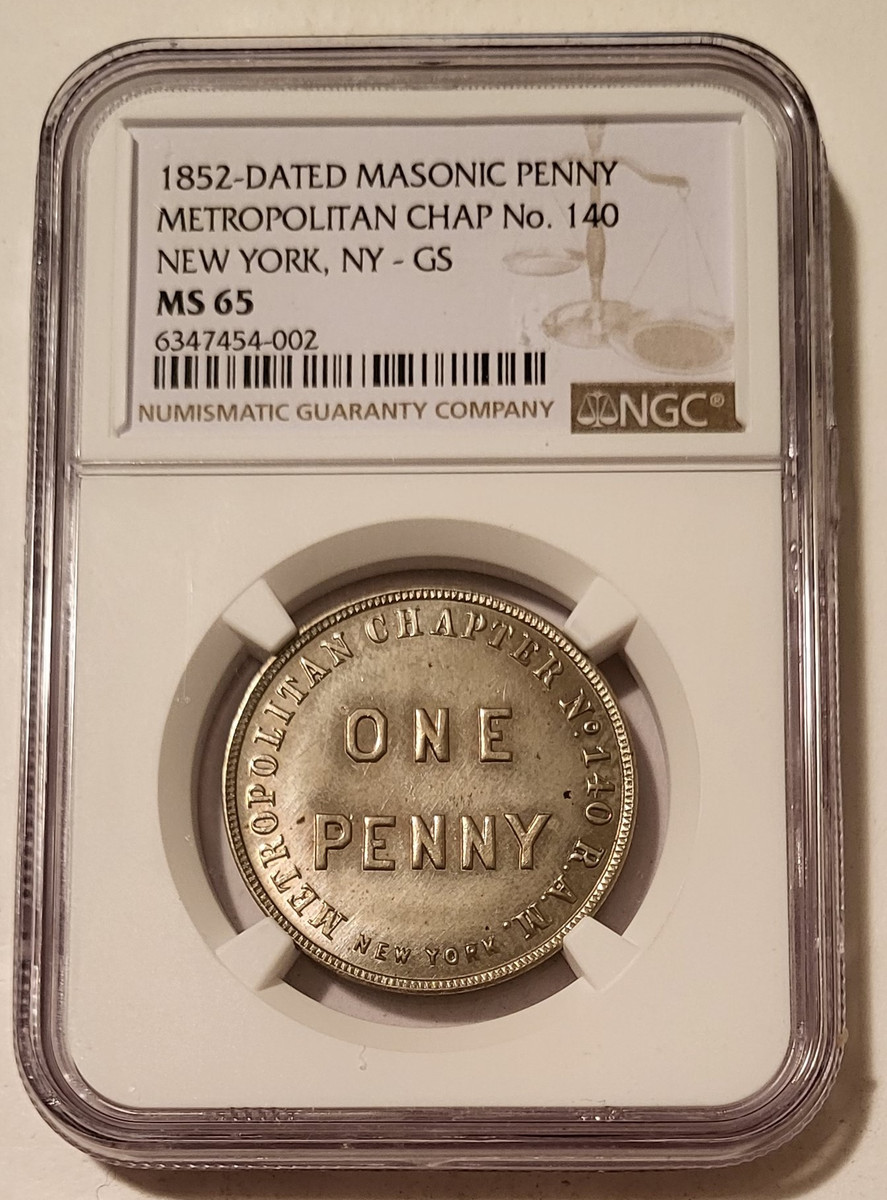 1852-DATED MASONIC PENNY
METROPOLITAN CHAP No. 140
NEW YORK, NY - GS
MS 65
6347454-002
NUMISMATIC GUARANTY COMPANY
NGC®
METROPOLITAN CHAPTER No. 140 R.A.M.
ONE
PENNY
NEW YORK.